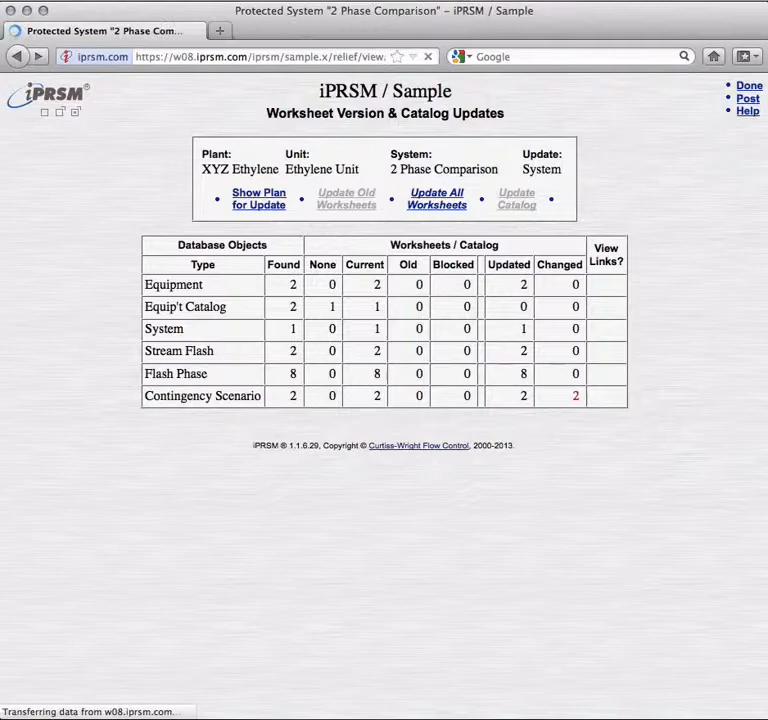 Protected System "2 Phase Comparison" – iPRSM / Sample
Protected System "2 Phase Com...
iprsm.com https://w08.iprsm.com/iprsm/sample.x/relief/view. Google
iPRSM®
iPRSM / Sample
Worksheet Version & Catalog Updates
Done
Post
Help
Plant: Unit: System: Update:
XYZ Ethylene Ethylene Unit 2 Phase Comparison System
Show Plan Update Old Update All Update
for Update Worksheets Worksheets Catalog
Database Objects Worksheets / Catalog View
Links?
Type Found None Current Old Blocked Updated Changed
Equipment 2 0 2 0 0 2 0
Equip't Catalog 2 1 1 0 0 0 0
System 1 0 1 0 0 1 0
Stream Flash 2 0 2 0 0 2 0
Flash Phase 8 0 8 0 0 8 0
Contingency Scenario 2 0 2 0 0 2 2
iPRSM ® 1.1.6.29, Copyright © Curtiss-Wright Flow Control, 2000-2013.
Transferring data from w08.iprsm.com...